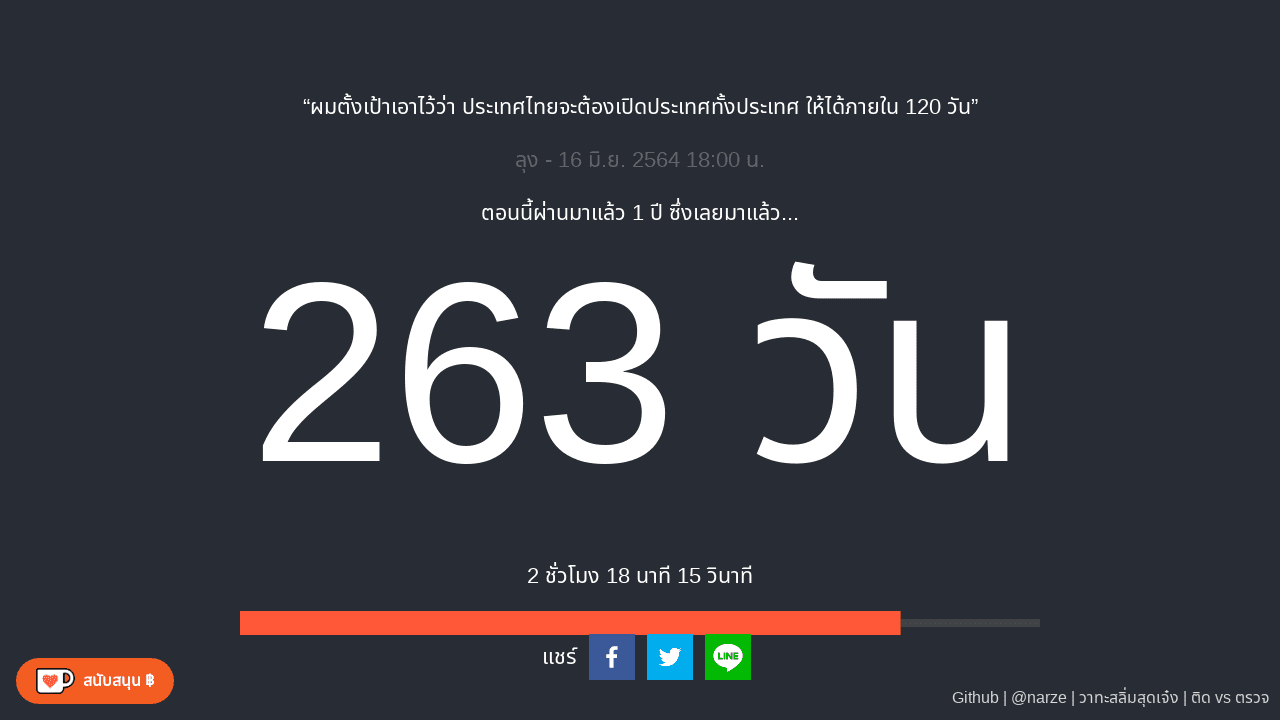 “ผมตั้งเป้าเอาไว้ว่า ประเทศไทยจะต้องเปิดประเทศทั้งประเทศ ให้ได้ภายใน 120 วัน”
ลุง - 16 มิ.ย. 2564 18:00 น.
ตอนนี้ผ่านมาแล้ว 1 ปี ซึ่งเลยมาแล้ว...
263 วัน
2 ชั่วโมง 18 นาที 15 วินาที
แชร์
LINE
สนับสนุน ฿
Github | @narze | วาทะสลิ่มสุดเจ๋ง | ติด vs ตรวจ